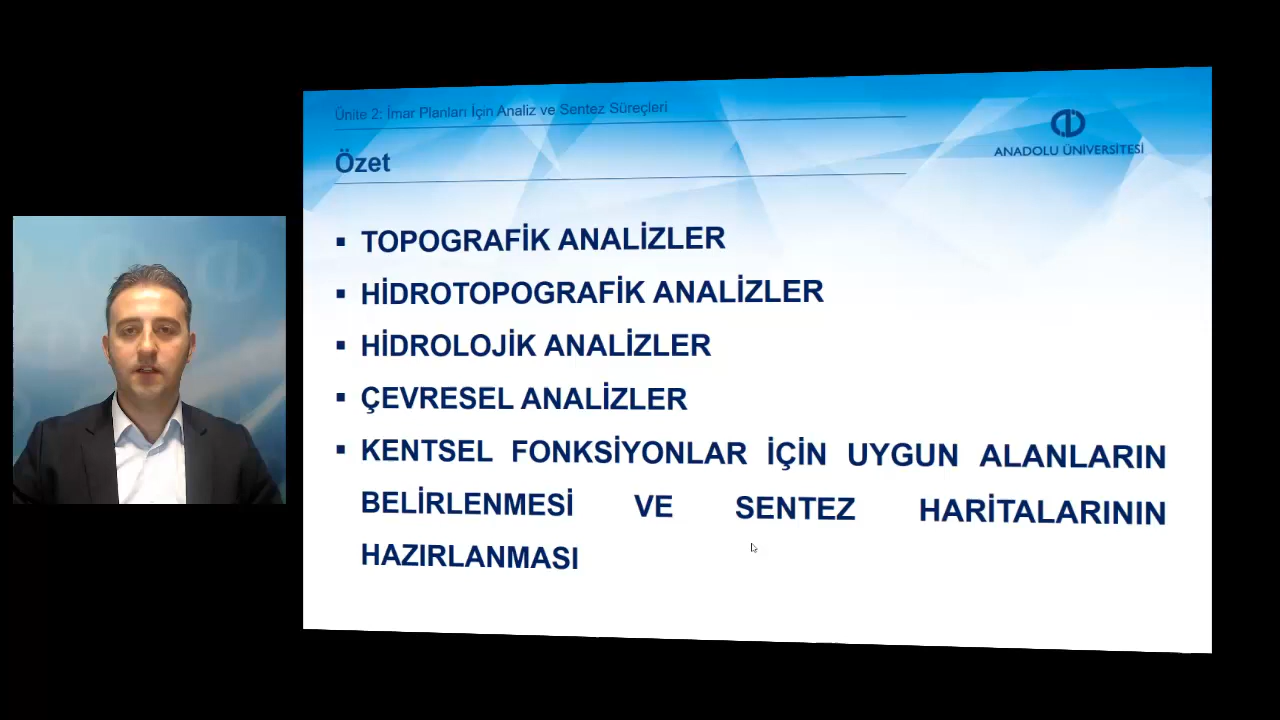 Ünite 2: İmar Planları İçin Analiz ve Sentez Süreçleri
ANADOLU ÜNİVERSİTESİ
Özet
▪ TOPOGRAFİK ANALİZLER
▪ HİDROTOPOGRAFİK ANALİZLER
▪ HİDROLOJİK ANALİZLER
▪ ÇEVRESEL ANALİZLER
▪ KENTSEL FONKSİYONLAR İÇİN UYGUN ALANLARIN
BELİRLENMESİ VE SENTEZ HARİTALARININ
HAZIRLANMASI